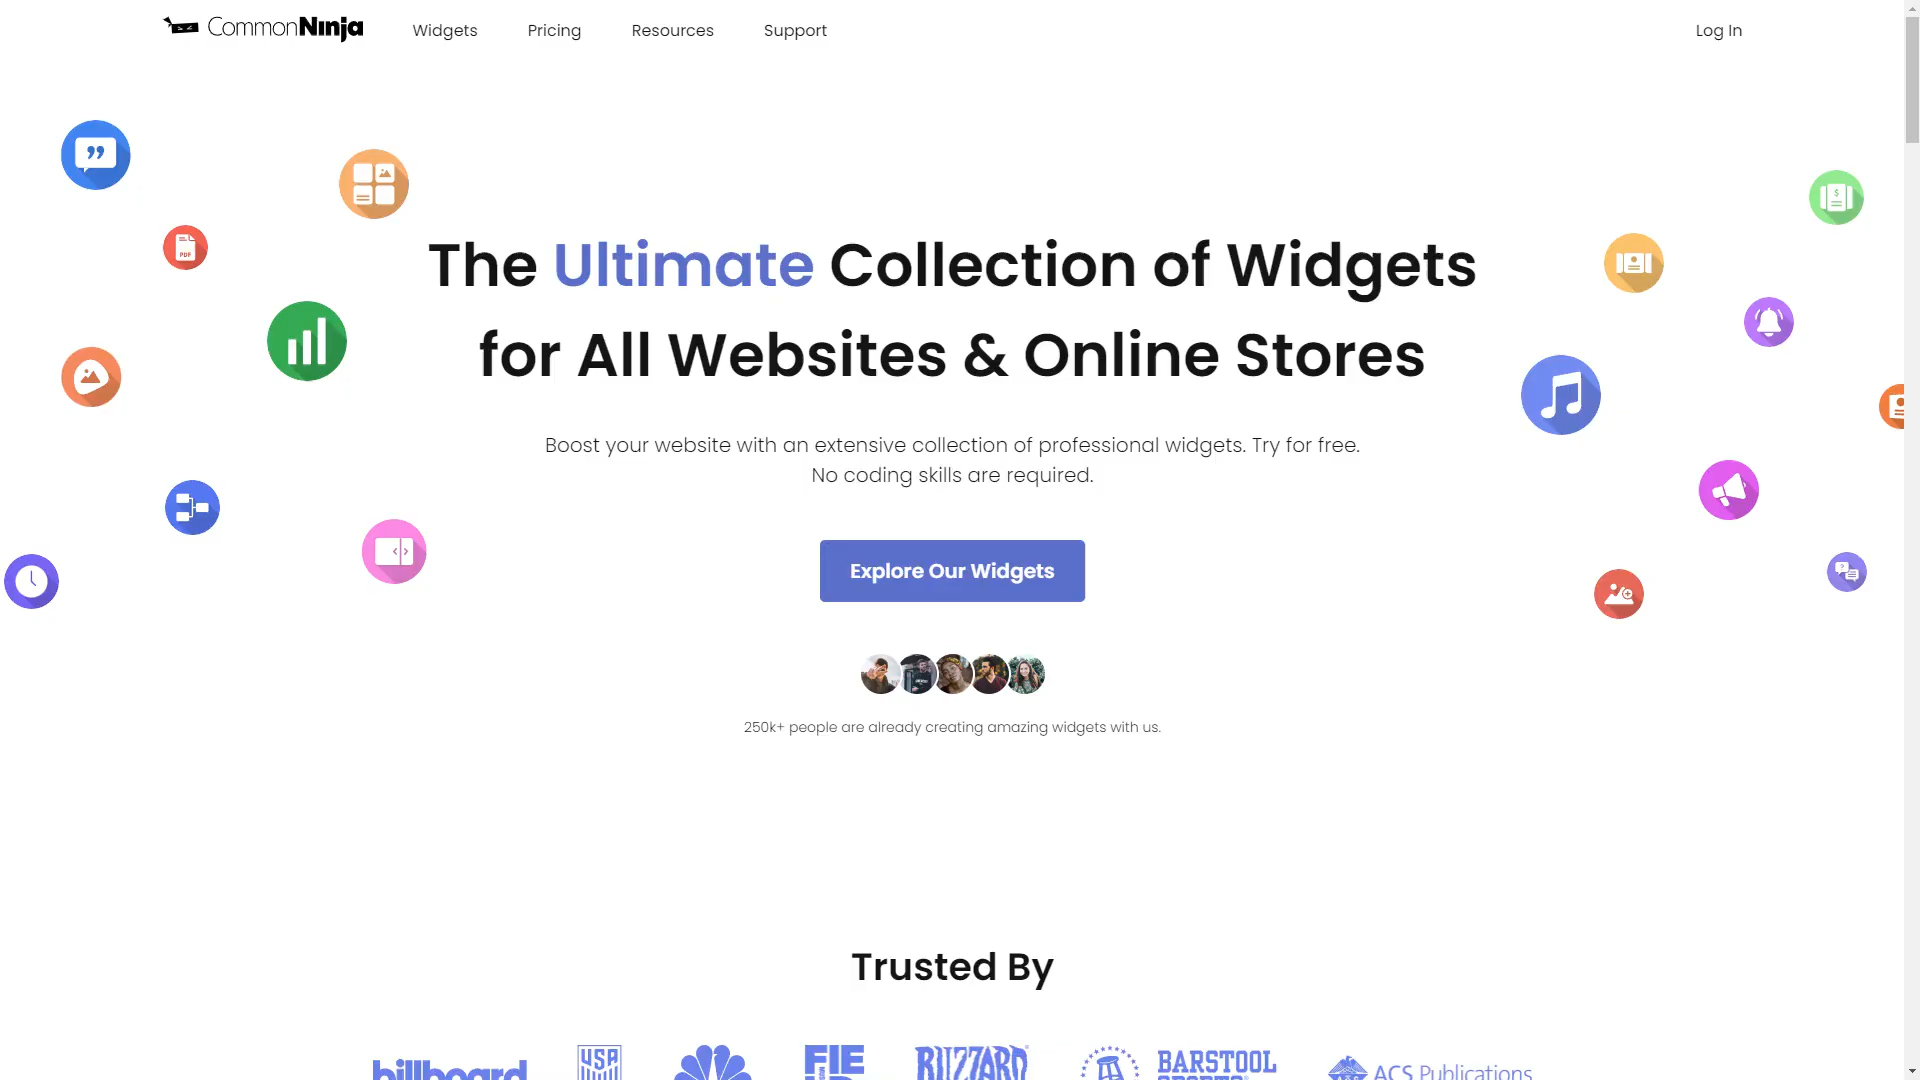 CommonNinja
Widgets
Pricing
Resources
Support
Log In
PDF
The Ultimate Collection of Widgets
for All Websites & Online Stores
Boost your website with an extensive collection of professional widgets. Try for free.
No coding skills are required.
Explore Our Widgets
250k+ people are already creating amazing widgets with us.
Trusted By
billboard
USA
BLIZZARD
BARSTOOL
SPORTS
ACS Publications